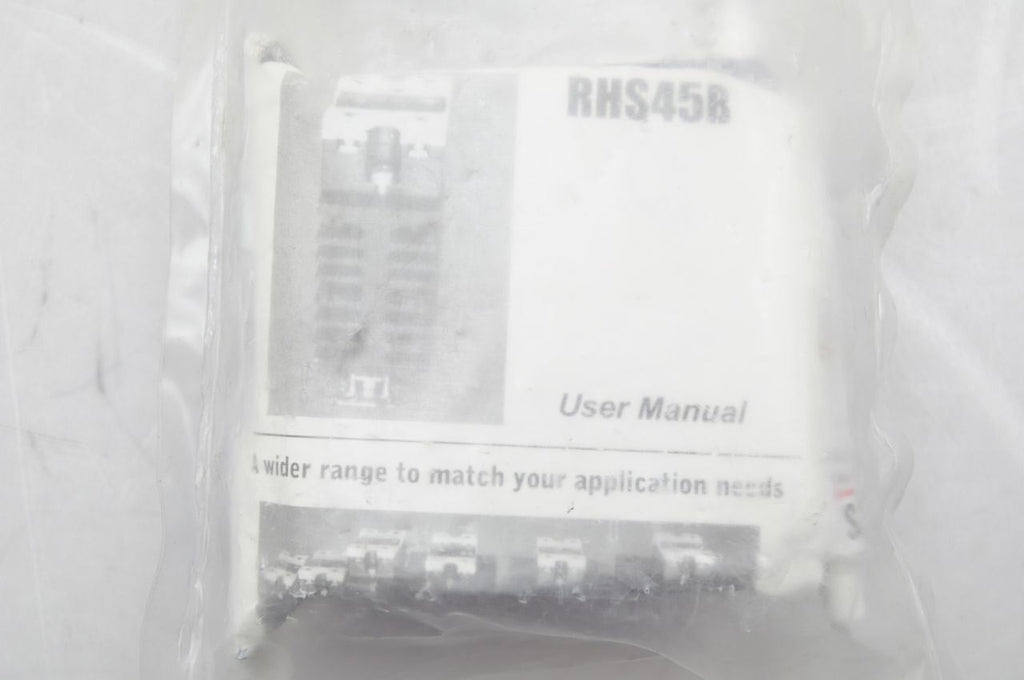 RHS45B
User Manual
A wider range to match your application needs
S